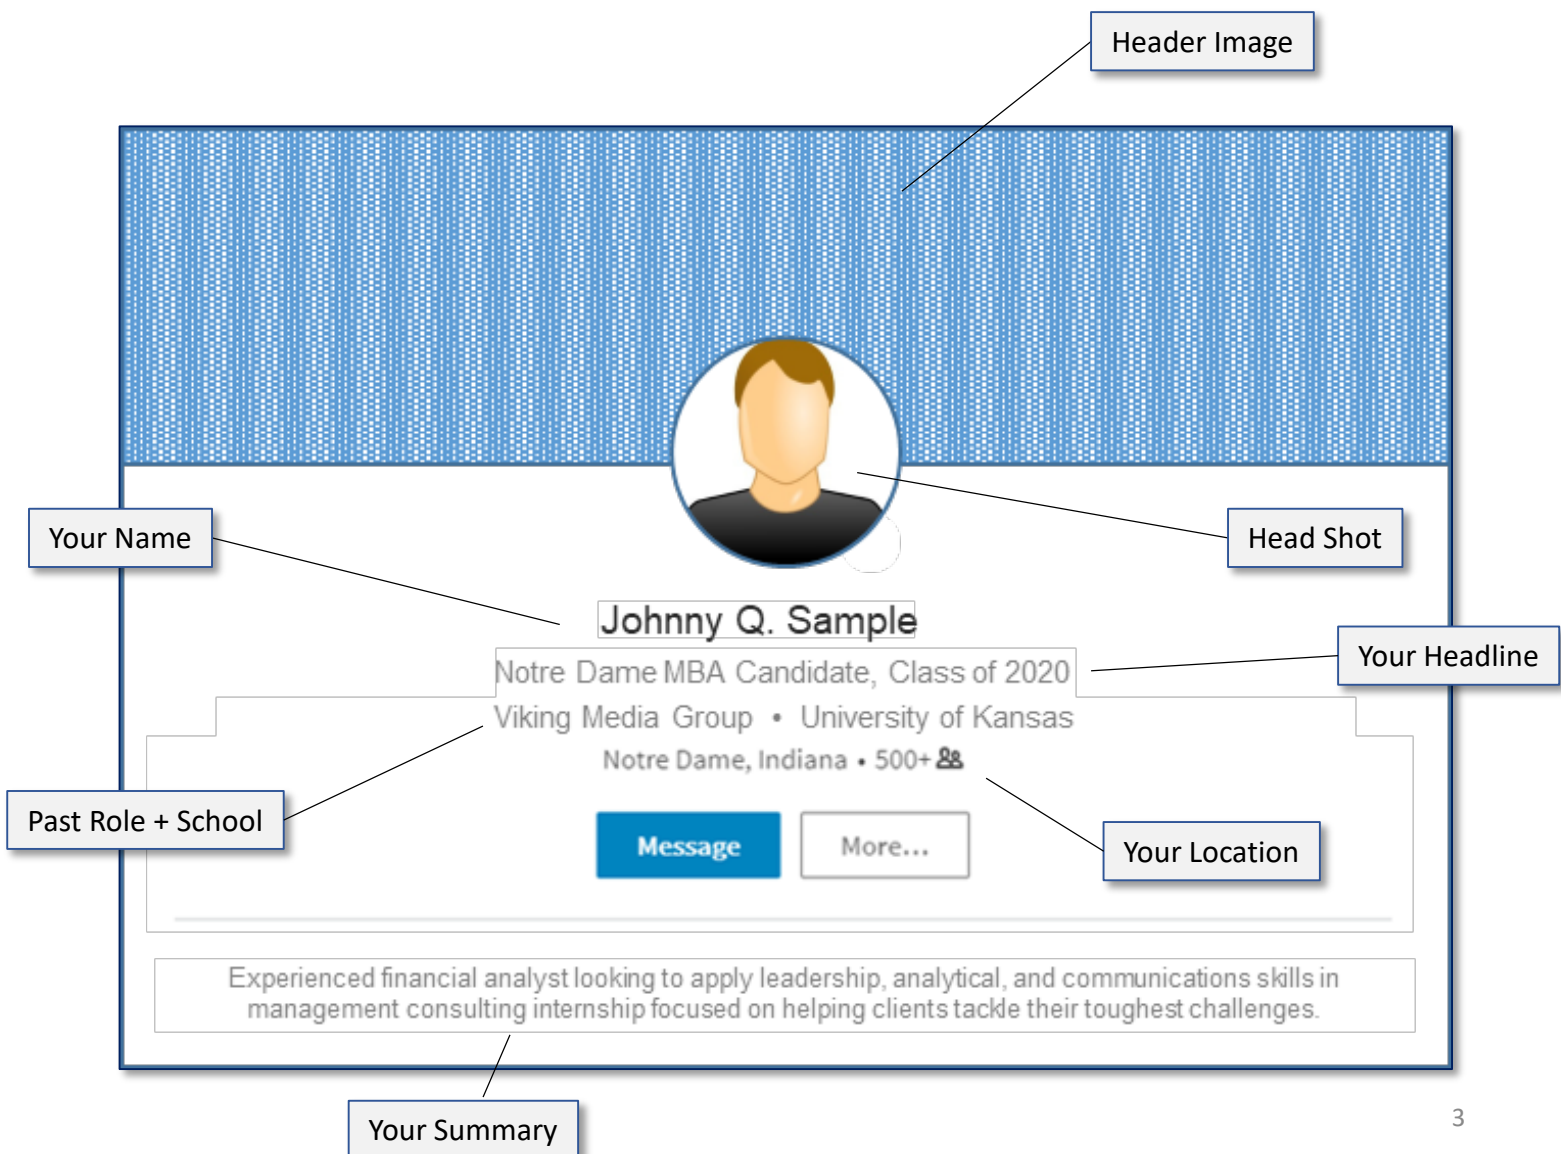 Header Image
Your Name
Head Shot
Johnny Q. Sample
Notre Dame MBA Candidate, Class of 2020
Your Headline
Viking Media Group • University of Kansas
Notre Dame, Indiana • 500+
Past Role + School
Message
More...
Your Location
Experienced financial analyst looking to apply leadership, analytical, and communications skills in
management consulting internship focused on helping clients tackle their toughest challenges.
Your Summary
3